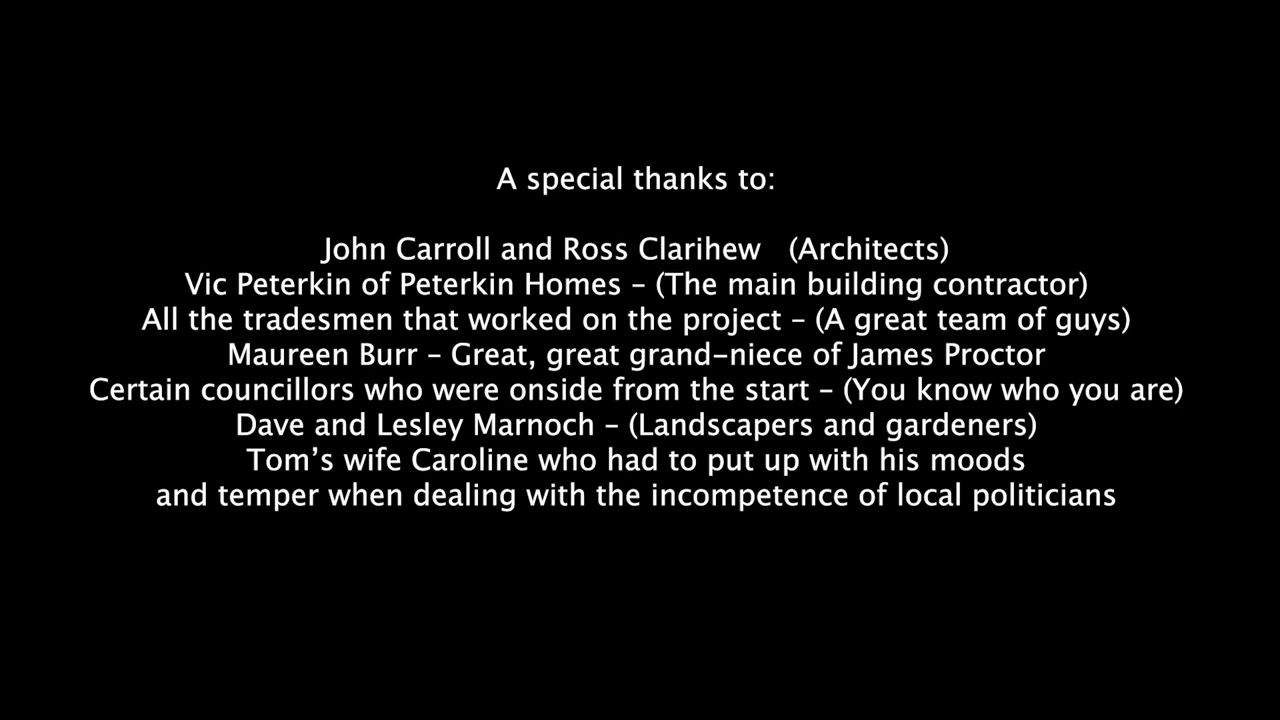 A special thanks to:
John Carroll and Ross Clarihew (Architects)
Vic Peterkin of Peterkin Homes – (The main building contractor)
All the tradesmen that worked on the project – (A great team of guys)
Maureen Burr – Great, great grand–niece of James Proctor
Certain councillors who were onside from the start – (You know who you are)
Dave and Lesley Marnoch – (Landscapers and gardeners)
Tom’s wife Caroline who had to put up with his moods
and temper when dealing with the incompetence of local politicians